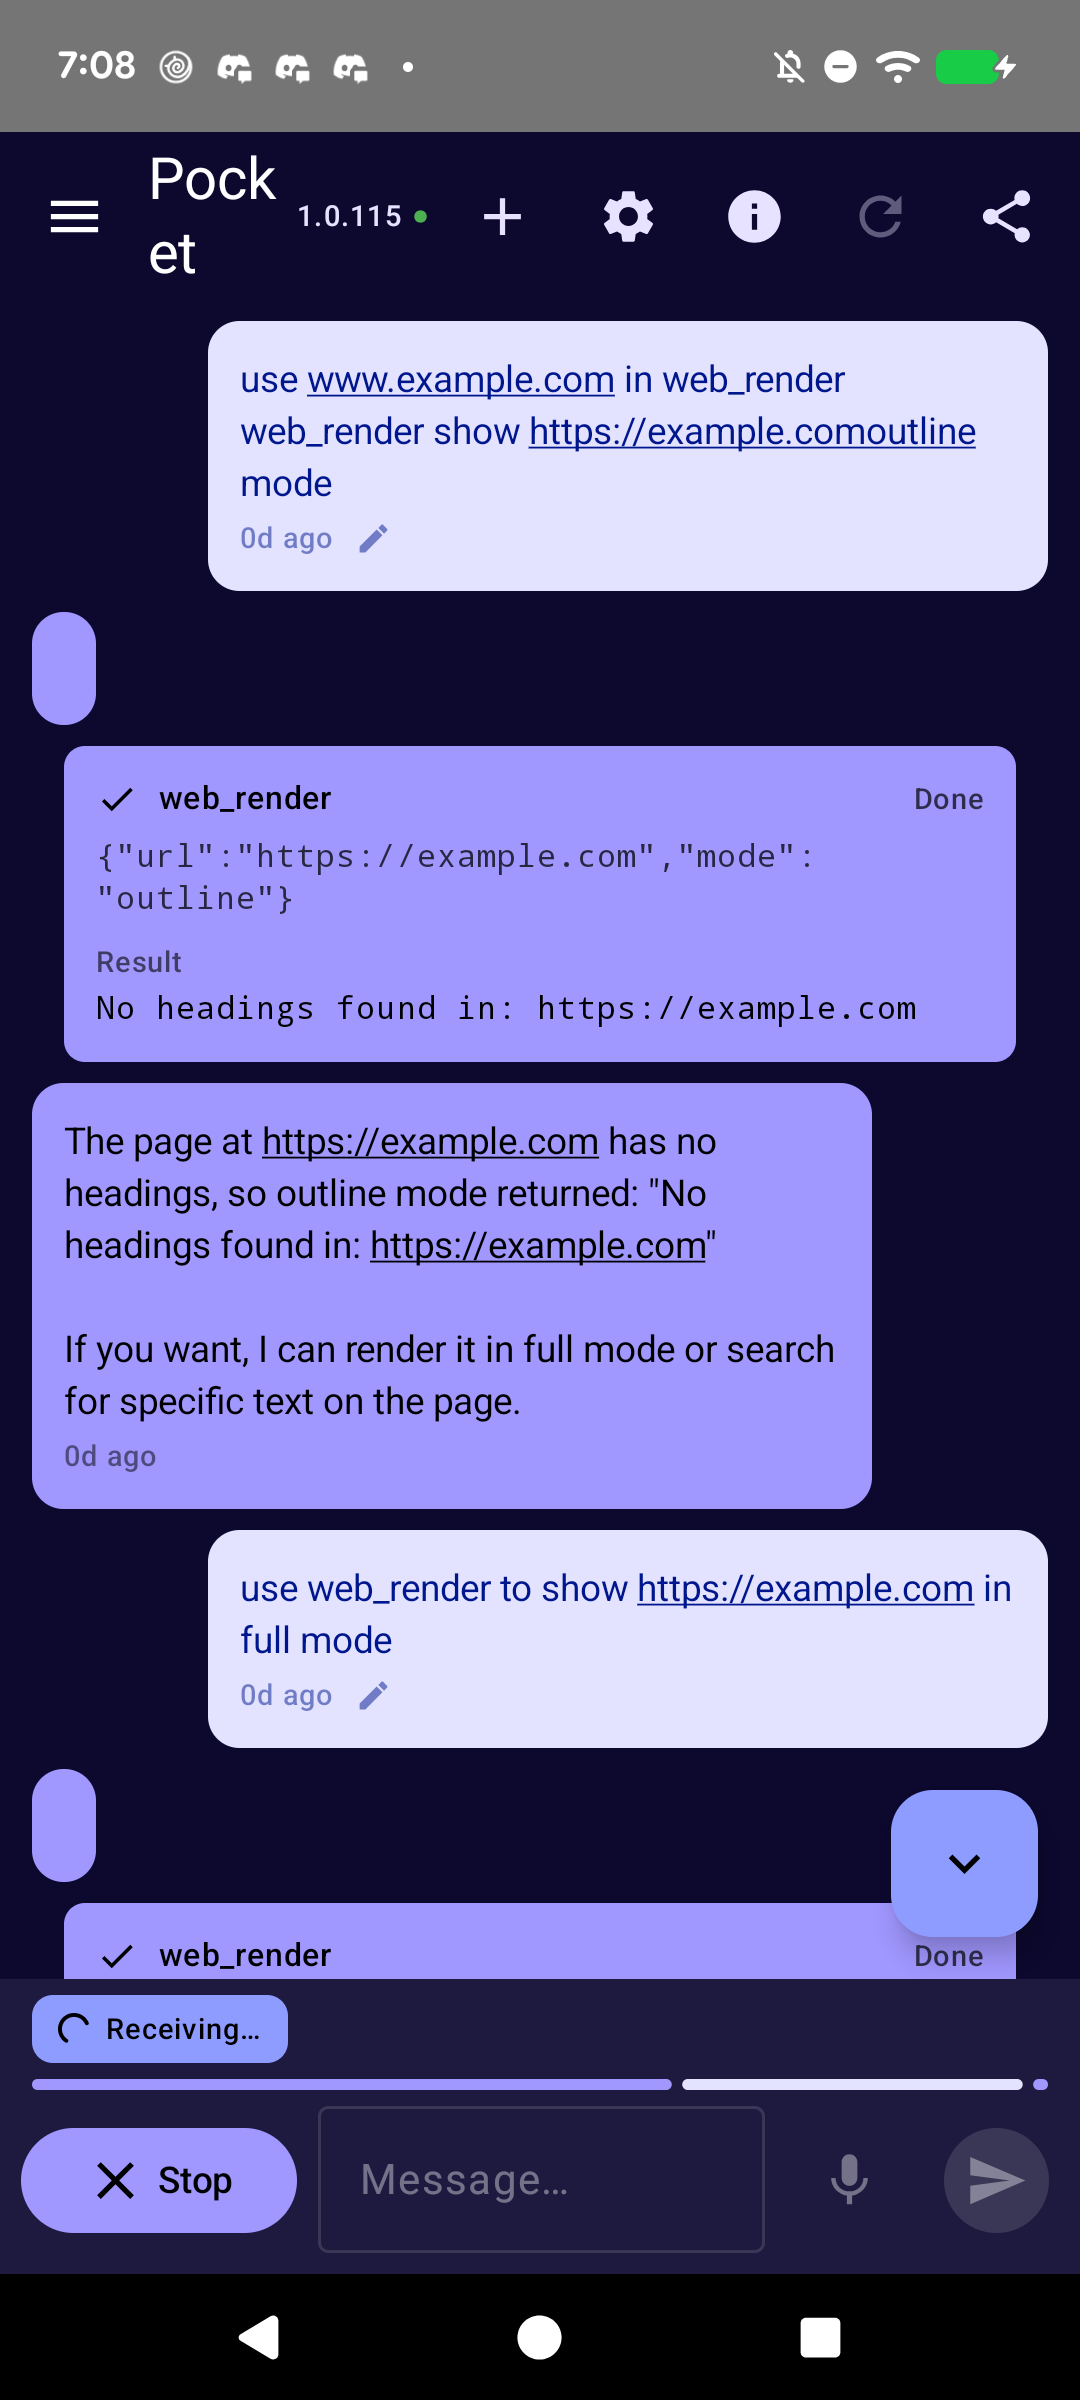 7:08
Pock
et
1.0.115
use www.example.com in web_render
web_render show https://example.comoutline
mode
0d ago
web_render
Done
{"url":"https://example.com","mode":
"outline"}
Result
No headings found in: https://example.com
The page at https://example.com has no
headings, so outline mode returned: "No
headings found in: https://example.com"
If you want, I can render it in full mode or search
for specific text on the page.
0d ago
use web_render to show https://example.com in
full mode
0d ago
web_render
Done
Receiving…
Stop
Message…